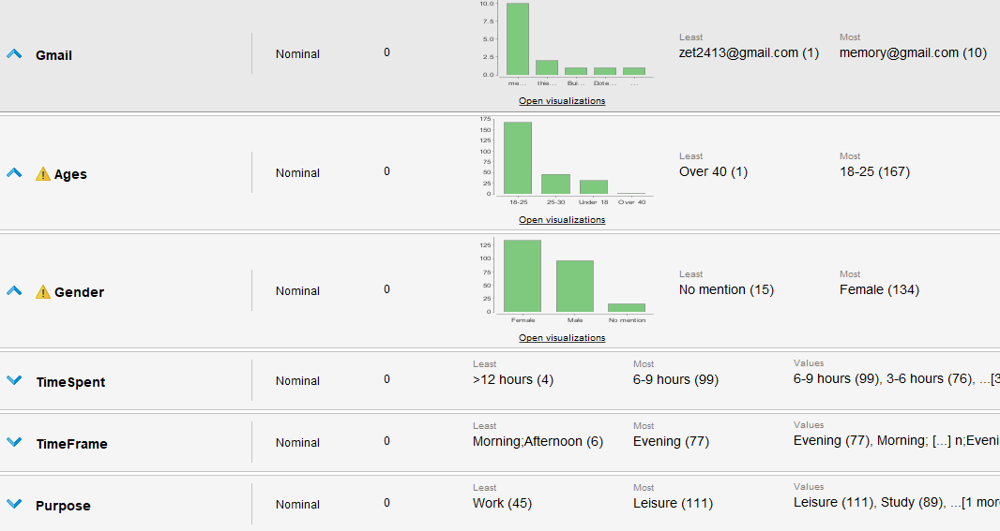 10.0
7.5
5.0
2.5
0.0
me... thie... Bui... Dote... ...
Open visualizations
Gmail
Nominal
0
Least
zet2413@gmail.com (1)
Most
memory@gmail.com (10)
175
150
125
100
75
50
25
0
18-25 25-30 Under 18 Over 40
Open visualizations
Ages
Nominal
0
Least
Over 40 (1)
Most
18-25 (167)
125
100
75
50
25
0
Female Male No mention
Open visualizations
Gender
Nominal
0
Least
No mention (15)
Most
Female (134)
TimeSpent
Nominal
0
Least
>12 hours (4)
Most
6-9 hours (99)
Values
6-9 hours (99), 3-6 hours (76), ...[3
TimeFrame
Nominal
0
Least
Morning;Afternoon (6)
Most
Evening (77)
Values
Evening (77), Morning; [...] n;Eveni
Purpose
Nominal
0
Least
Work (45)
Most
Leisure (111)
Values
Leisure (111), Study (89), ...[1 mor